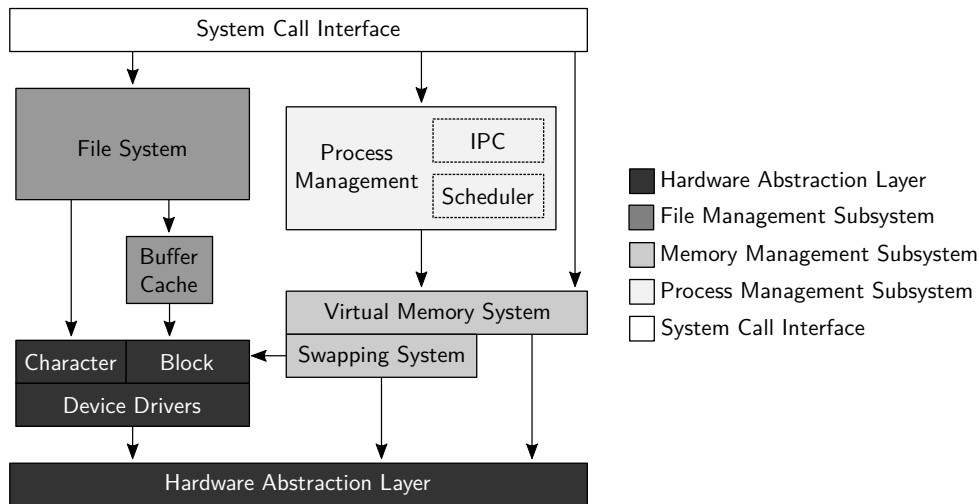 System Call Interface
File System
Process
Management
IPC
Scheduler
Buffer
Cache
Virtual Memory System
Swapping System
Character
Block
Device Drivers
Hardware Abstraction Layer
Hardware Abstraction Layer
File Management Subsystem
Memory Management Subsystem
Process Management Subsystem
System Call Interface